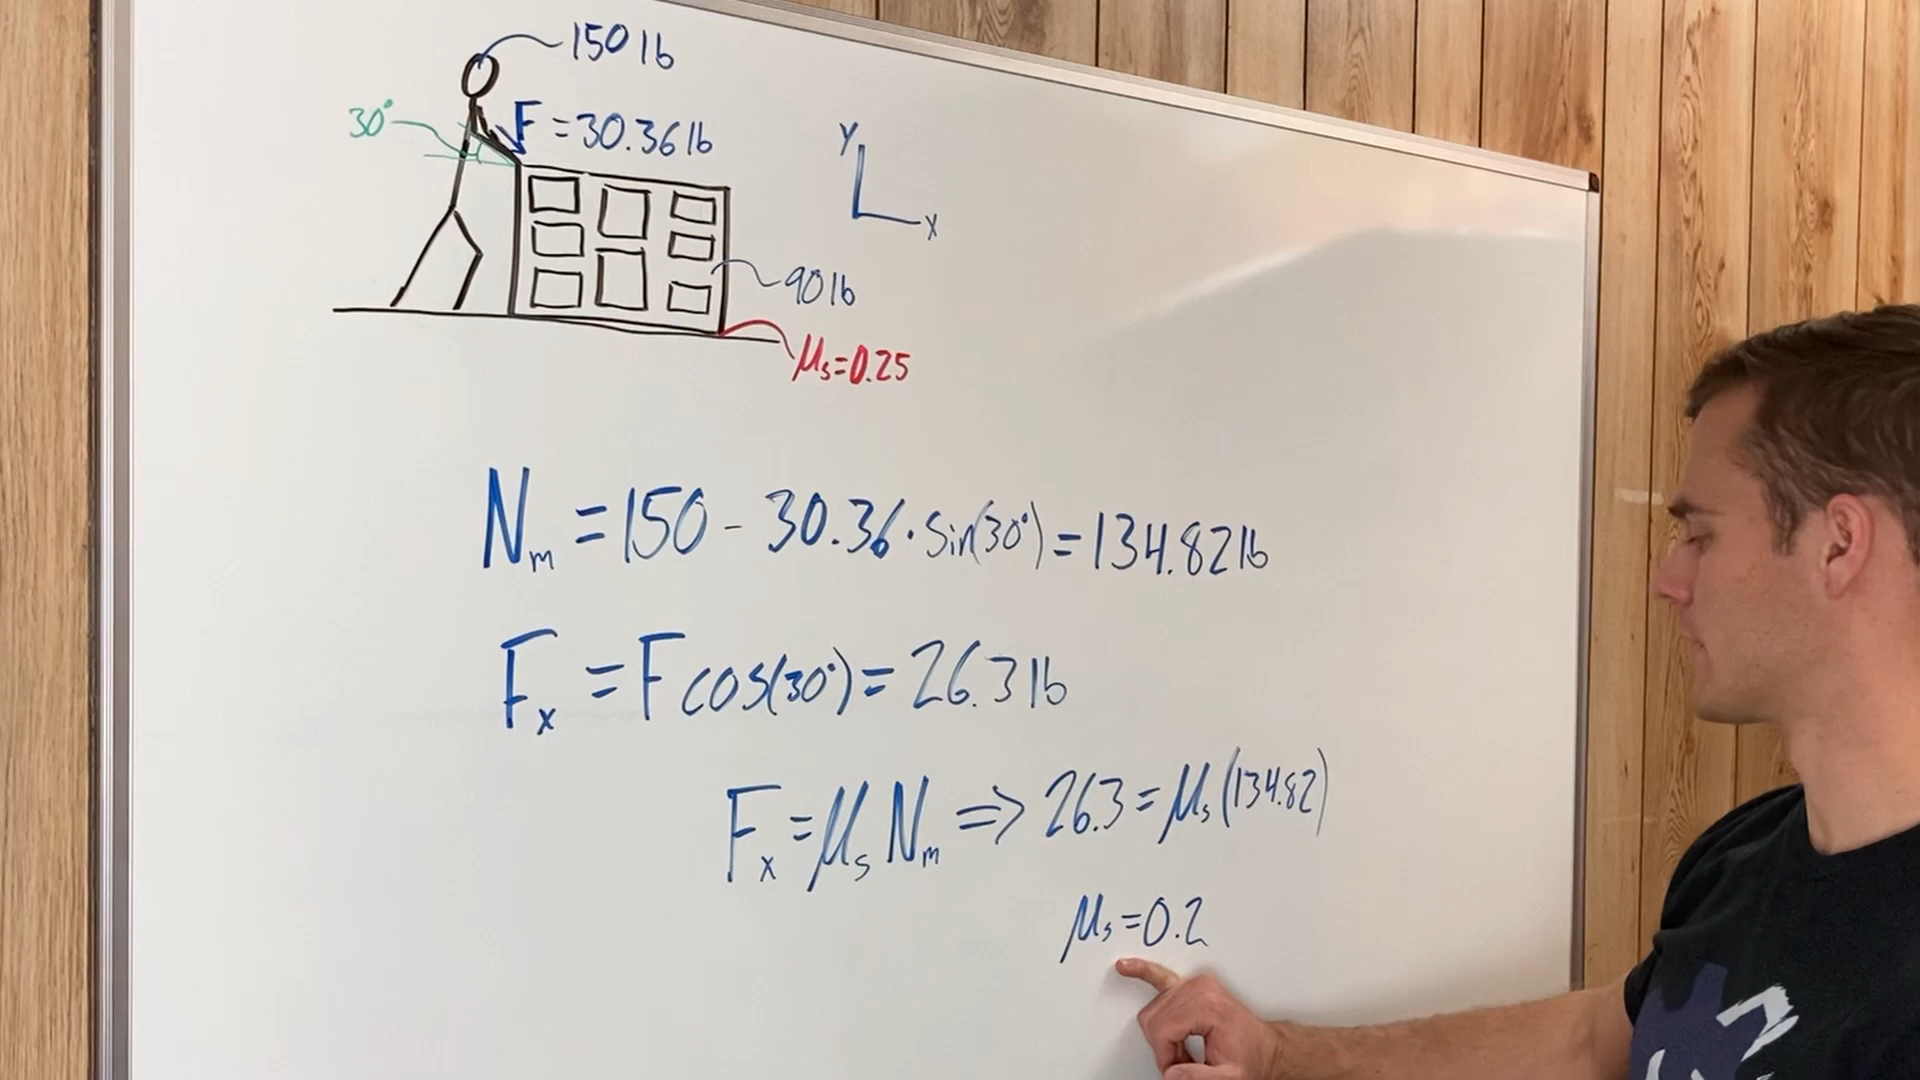 150 lb
30°
F = 30.36 lb
Y
X
90 lb
μs = 0.25
Nm = 150 - 30.36 · sin(30°) = 134.82 lb
Fx = F cos(30°) = 26.3 lb
Fx = μs Nm => 26.3 = μs (134.82)
μs = 0.2